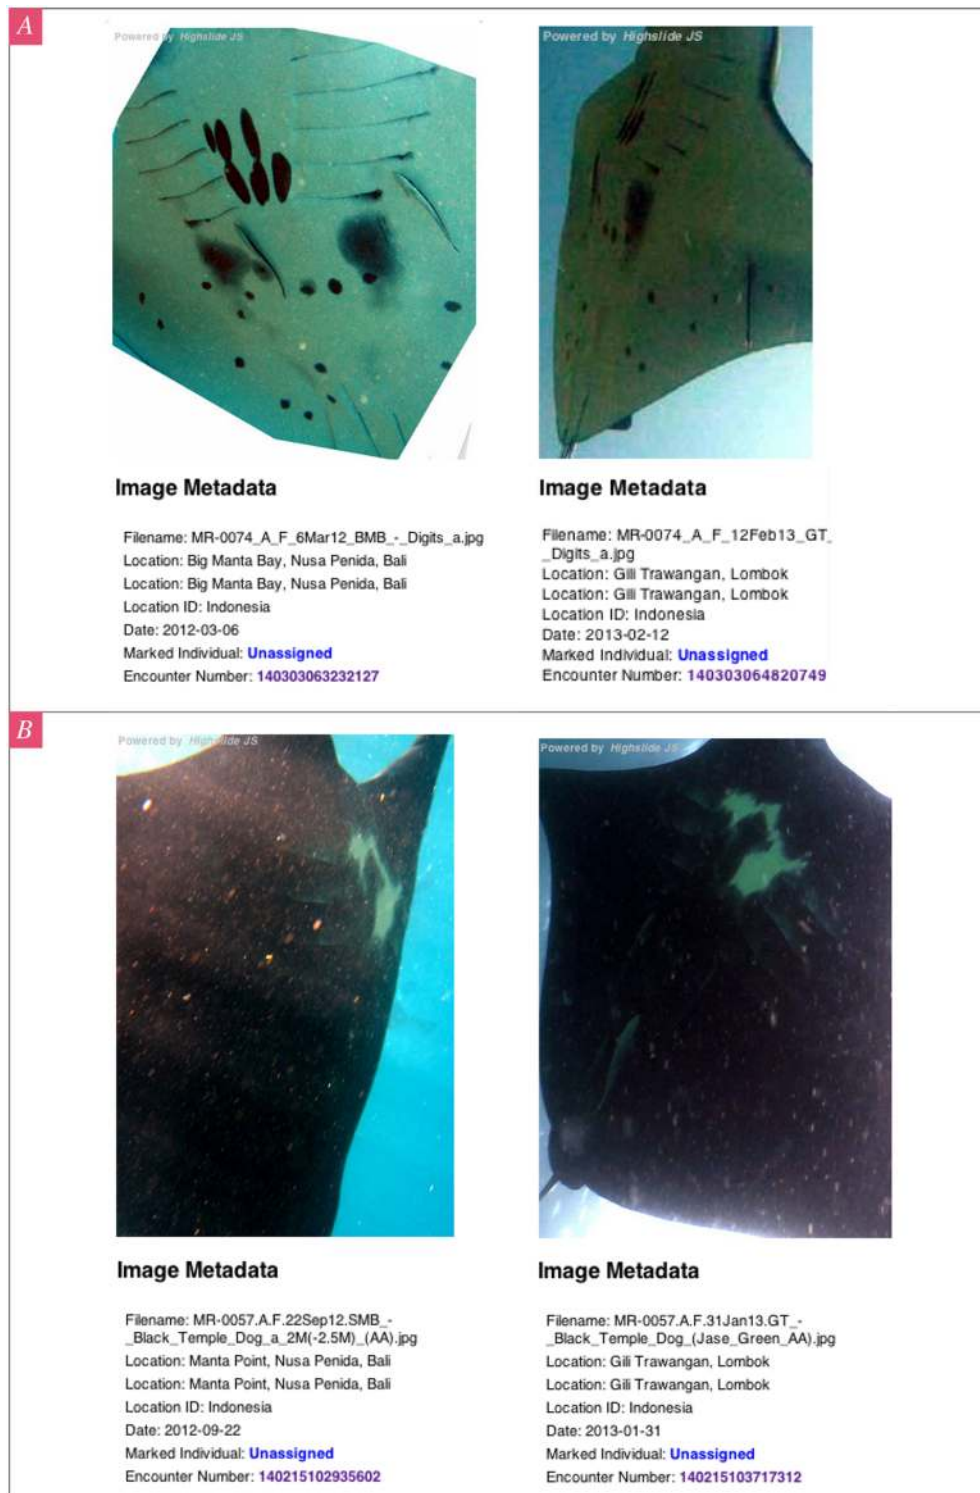 A
Powered by Highslide JS
Powered by Highslide JS
Image Metadata
Filename: MR-0074_A_F_6Mar12_BMB_-_Digits_a.jpg
Location: Big Manta Bay, Nusa Penida, Bali
Location: Big Manta Bay, Nusa Penida, Bali
Location ID: Indonesia
Date: 2012-03-06
Marked Individual: Unassigned
Encounter Number: 140303063232127
Image Metadata
Filename: MR-0074_A_F_12Feb13_GT_
_Digits_a.jpg
Location: Gili Trawangan, Lombok
Location: Gili Trawangan, Lombok
Location ID: Indonesia
Date: 2013-02-12
Marked Individual: Unassigned
Encounter Number: 140303064820749
B
Powered by Highslide JS
Powered by Highslide JS
Image Metadata
Filename: MR-0057.A.F.22Sep12.SMB_-
_Black_Temple_Dog_a_2M(-2.5M)_(AA).jpg
Location: Manta Point, Nusa Penida, Bali
Location: Manta Point, Nusa Penida, Bali
Location ID: Indonesia
Date: 2012-09-22
Marked Individual: Unassigned
Encounter Number: 140215102935602
Image Metadata
Filename: MR-0057.A.F.31Jan13.GT_-
_Black_Temple_Dog_(Jase_Green_AA).jpg
Location: Gili Trawangan, Lombok
Location: Gili Trawangan, Lombok
Location ID: Indonesia
Date: 2013-01-31
Marked Individual: Unassigned
Encounter Number: 140215103717312